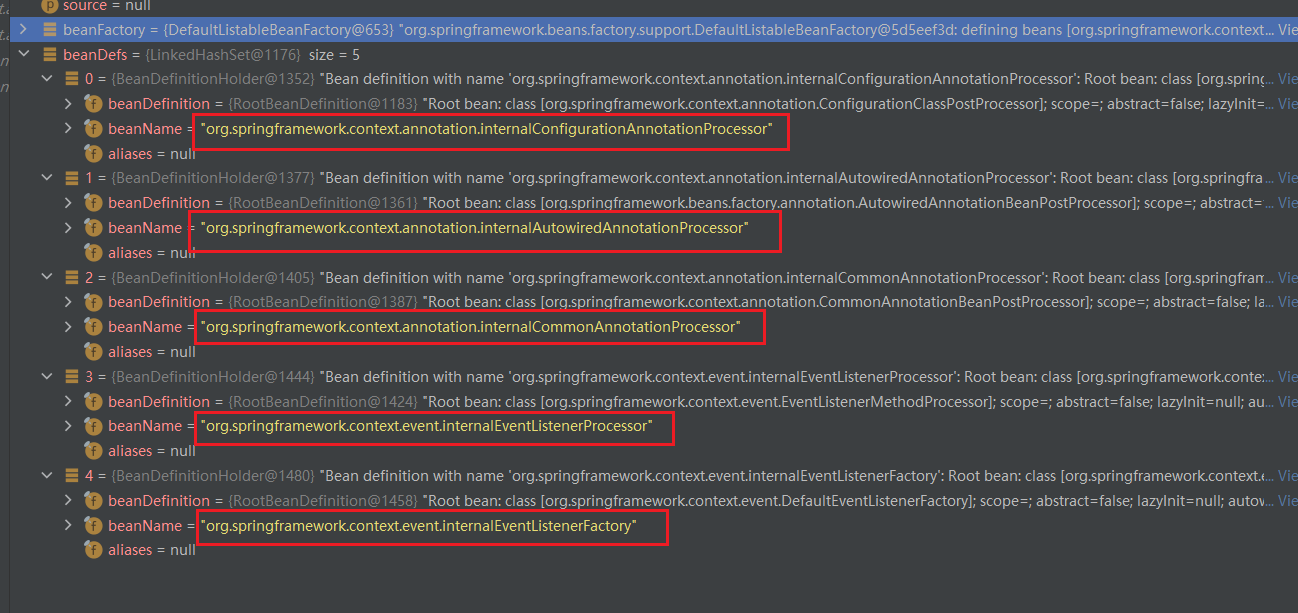 source = null
beanFactory = {DefaultListableBeanFactory@653} "org.springframework.beans.factory.support.DefaultListableBeanFactory@5d5eef3d: defining beans [org.springframework.context... Vie
beanDefs = {LinkedHashSet@1176} size = 5
0 = {BeanDefinitionHolder@1352} "Bean definition with name 'org.springframework.context.annotation.internalConfigurationAnnotationProcessor': Root bean: class [org.spring... Vie
beanDefinition = {RootBeanDefinition@1183} "Root bean: class [org.springframework.context.annotation.ConfigurationClassPostProcessor]; scope=; abstract=false; lazyInit=... Vie
beanName = "org.springframework.context.annotation.internalConfigurationAnnotationProcessor"
aliases = null
1 = {BeanDefinitionHolder@1377} "Bean definition with name 'org.springframework.context.annotation.internalAutowiredAnnotationProcessor': Root bean: class [org.springfra... Vie
beanDefinition = {RootBeanDefinition@1361} "Root bean: class [org.springframework.beans.factory.annotation.AutowiredAnnotationBeanPostProcessor]; scope=; abstract=... Vie
beanName = "org.springframework.context.annotation.internalAutowiredAnnotationProcessor"
aliases = null
2 = {BeanDefinitionHolder@1405} "Bean definition with name 'org.springframework.context.annotation.internalCommonAnnotationProcessor': Root bean: class [org.springfram... Vie
beanDefinition = {RootBeanDefinition@1387} "Root bean: class [org.springframework.context.annotation.CommonAnnotationBeanPostProcessor]; scope=; abstract=false; la... Vie
beanName = "org.springframework.context.annotation.internalCommonAnnotationProcessor"
aliases = null
3 = {BeanDefinitionHolder@1444} "Bean definition with name 'org.springframework.context.event.internalEventListenerProcessor': Root bean: class [org.springframework.conte... Vie
beanDefinition = {RootBeanDefinition@1424} "Root bean: class [org.springframework.context.event.EventListenerMethodProcessor]; scope=; abstract=false; lazyInit=null; au... Vie
beanName = "org.springframework.context.event.internalEventListenerProcessor"
aliases = null
4 = {BeanDefinitionHolder@1480} "Bean definition with name 'org.springframework.context.event.internalEventListenerFactory': Root bean: class [org.springframework.context.... Vie
beanDefinition = {RootBeanDefinition@1458} "Root bean: class [org.springframework.context.event.DefaultEventListenerFactory]; scope=; abstract=false; lazyInit=null; autow... Vie
beanName = "org.springframework.context.event.internalEventListenerFactory"
aliases = null